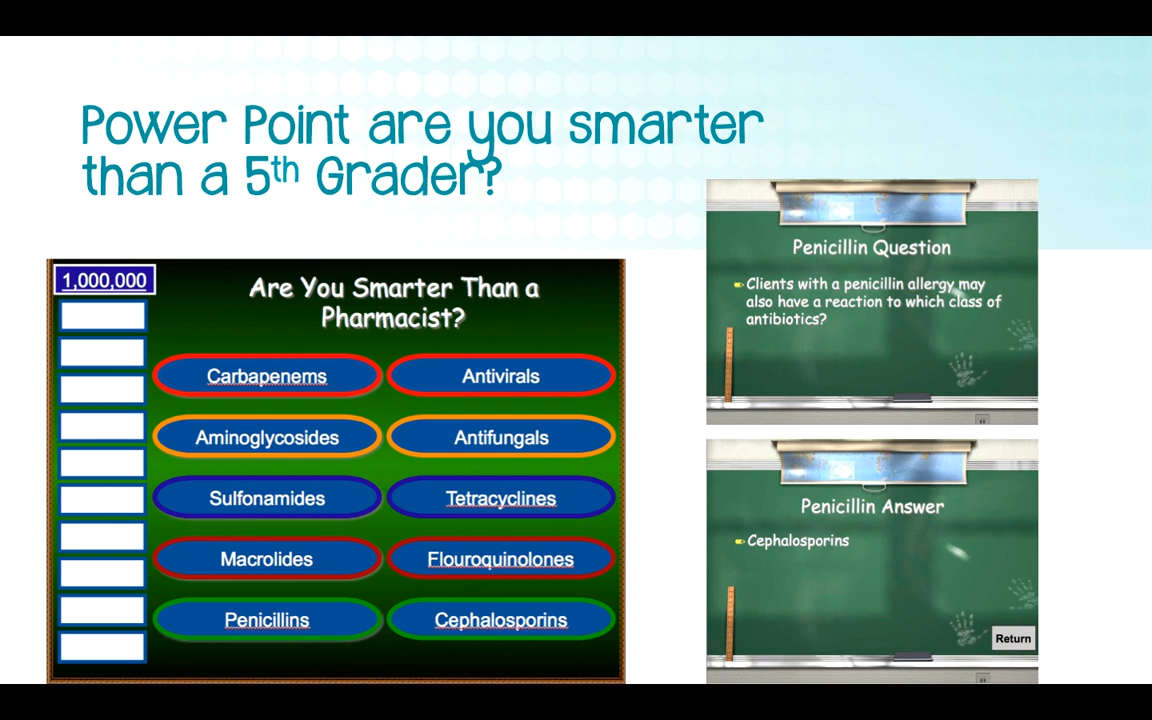 Power Point are you smarter
than a 5th Grader?
1,000,000
Are You Smarter Than a
Pharmacist?
Carbapenems
Antivirals
Aminoglycosides
Antifungals
Sulfonamides
Tetracyclines
Macrolides
Flouroquinolones
Penicillins
Cephalosporins
Penicillin Question
Clients with a penicillin allergy may
also have a reaction to which class of
antibiotics?
Penicillin Answer
Cephalosporins
Return